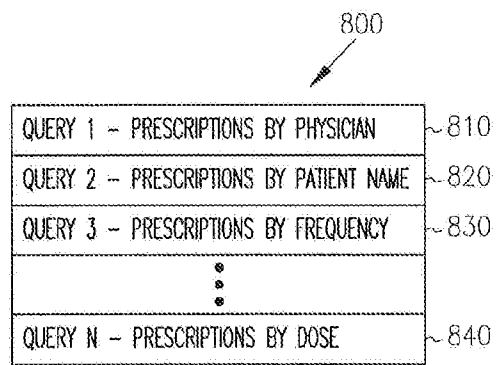 800
QUERY 1 - PRESCRIPTIONS BY PHYSICIAN 810
QUERY 2 - PRESCRIPTIONS BY PATIENT NAME 820
QUERY 3 - PRESCRIPTIONS BY FREQUENCY 830
QUERY N - PRESCRIPTIONS BY DOSE 840